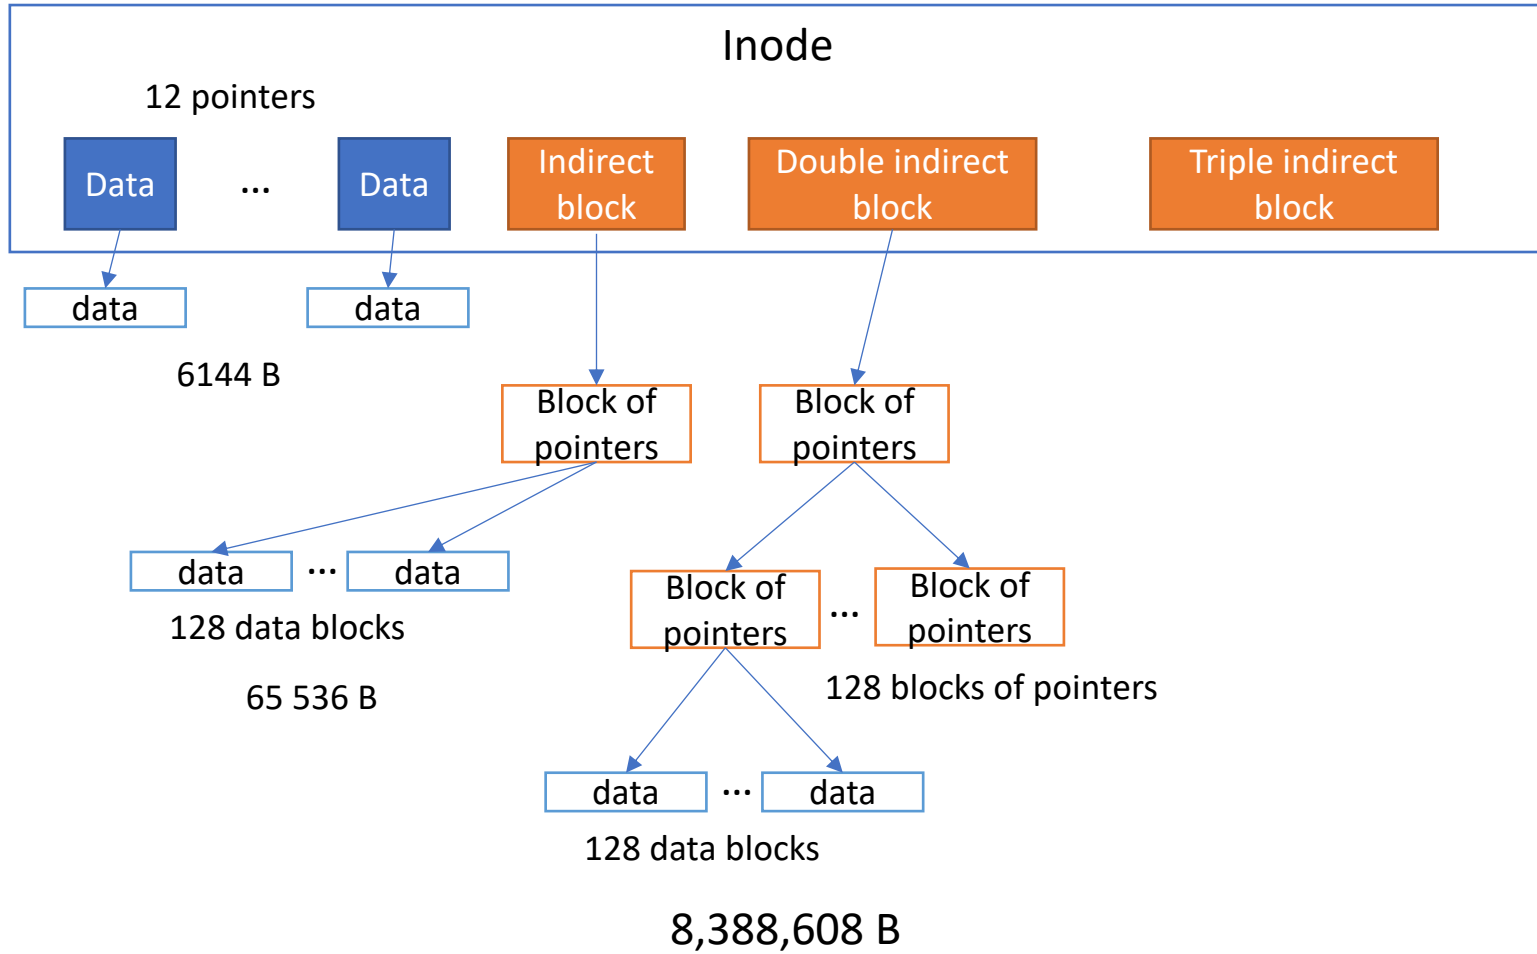 Inode
12 pointers
Data
...
Data
Indirect
block
Double indirect
block
Triple indirect
block
data
data
6144 B
Block of
pointers
Block of
pointers
data
...
data
128 data blocks
65 536 B
Block of
pointers
...
Block of
pointers
128 blocks of pointers
data
...
data
128 data blocks
8,388,608 B